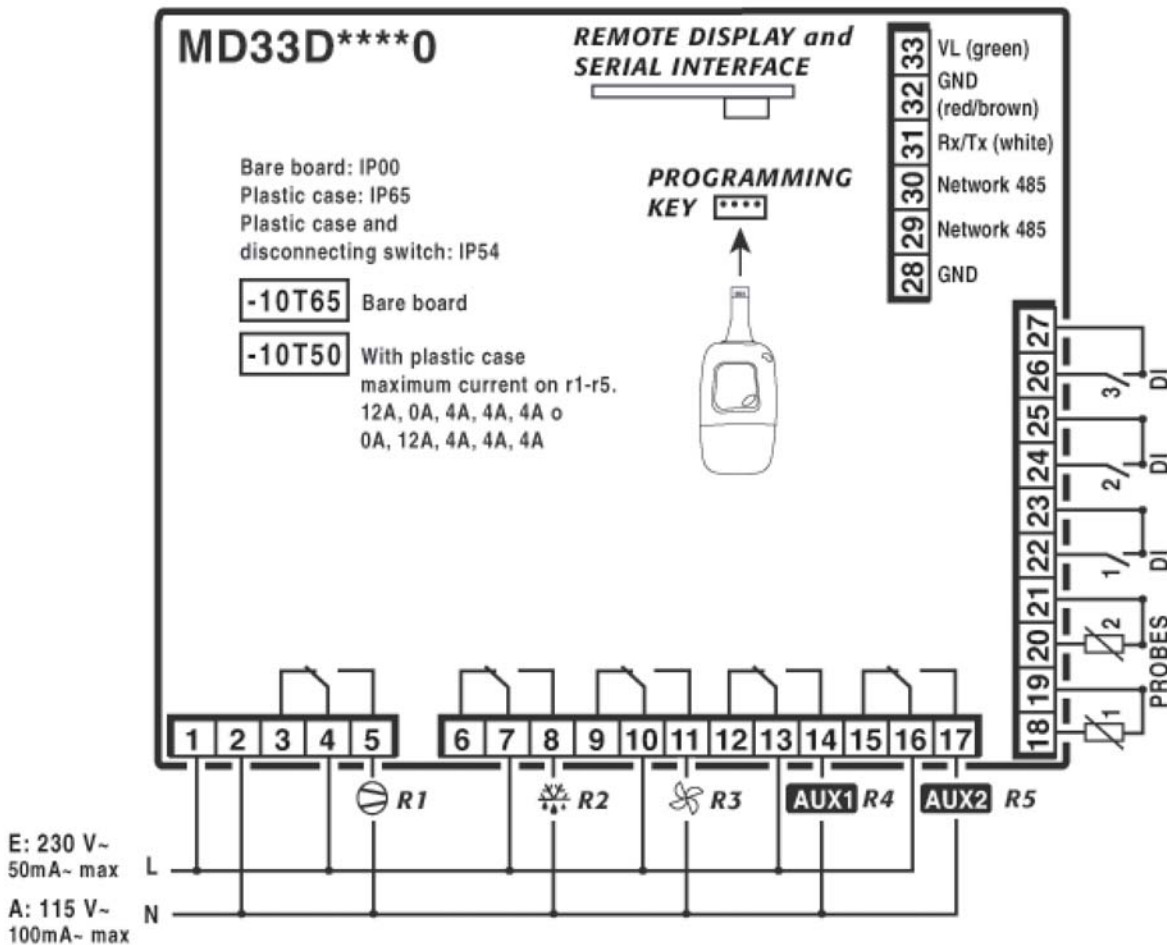 MD33D****0
REMOTE DISPLAY and
SERIAL INTERFACE
33 VL (green)
32 GND
(red/brown)
31 Rx/Tx (white)
30 Network 485
29 Network 485
28 GND
Bare board: IP00
Plastic case: IP65
Plastic case and
disconnecting switch: IP54
PROGRAMMING
KEY
-10T65 Bare board
-10T50 With plastic case
maximum current on r1-r5.
12A, 0A, 4A, 4A, 4A o
0A, 12A, 4A, 4A, 4A
27
26 3 DI
25
24 2 DI
23
22 1 DI
21
20 2
19
18 1
PROBES
1 2 3 4 5 6 7 8 9 10 11 12 13 14 15 16 17
R1 R2 R3 AUX1 R4 AUX2 R5
E: 230 V~
50mA~ max L
A: 115 V~ N
100mA~ max